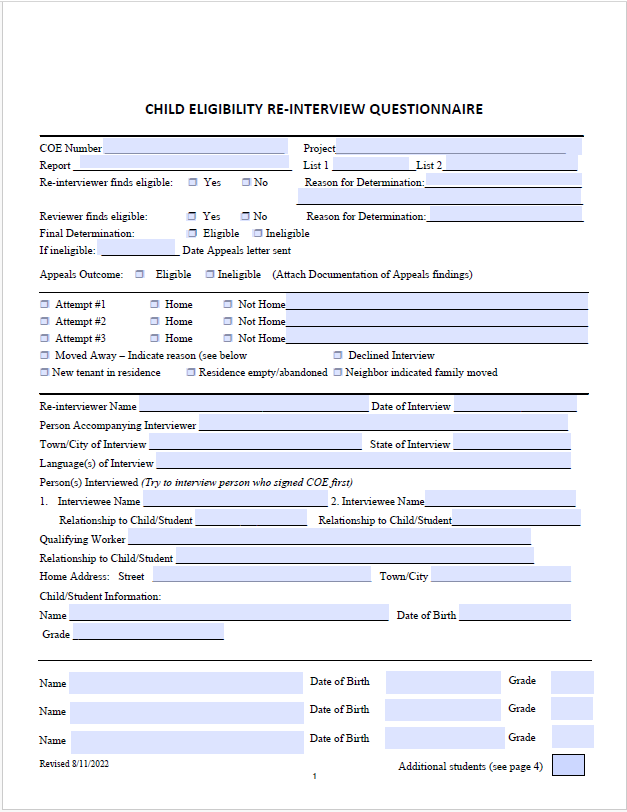 CHILD ELIGIBILITY RE-INTERVIEW QUESTIONNAIRE
COE Number Project
Report List 1 List 2
Re-interviewer finds eligible: Yes No Reason for Determination:
Reviewer finds eligible: Yes No Reason for Determination:
Final Determination: Eligible Ineligible
If ineligible: Date Appeals letter sent
Appeals Outcome: Eligible Ineligible (Attach Documentation of Appeals findings)
Attempt #1 Home Not Home
Attempt #2 Home Not Home
Attempt #3 Home Not Home
Moved Away – Indicate reason (see below Declined Interview
New tenant in residence Residence empty/abandoned Neighbor indicated family moved
Re-interviewer Name Date of Interview
Person Accompanying Interviewer
Town/City of Interview State of Interview
Language(s) of Interview
Person(s) Interviewed (Try to interview person who signed COE first)
1. Interviewee Name 2. Interviewee Name
Relationship to Child/Student Relationship to Child/Student
Qualifying Worker
Relationship to Child/Student
Home Address: Street Town/City
Child/Student Information:
Name Date of Birth
Grade
Name Date of Birth Grade
Name Date of Birth Grade
Name Date of Birth Grade
Revised 8/11/2022 Additional students (see page 4)
1